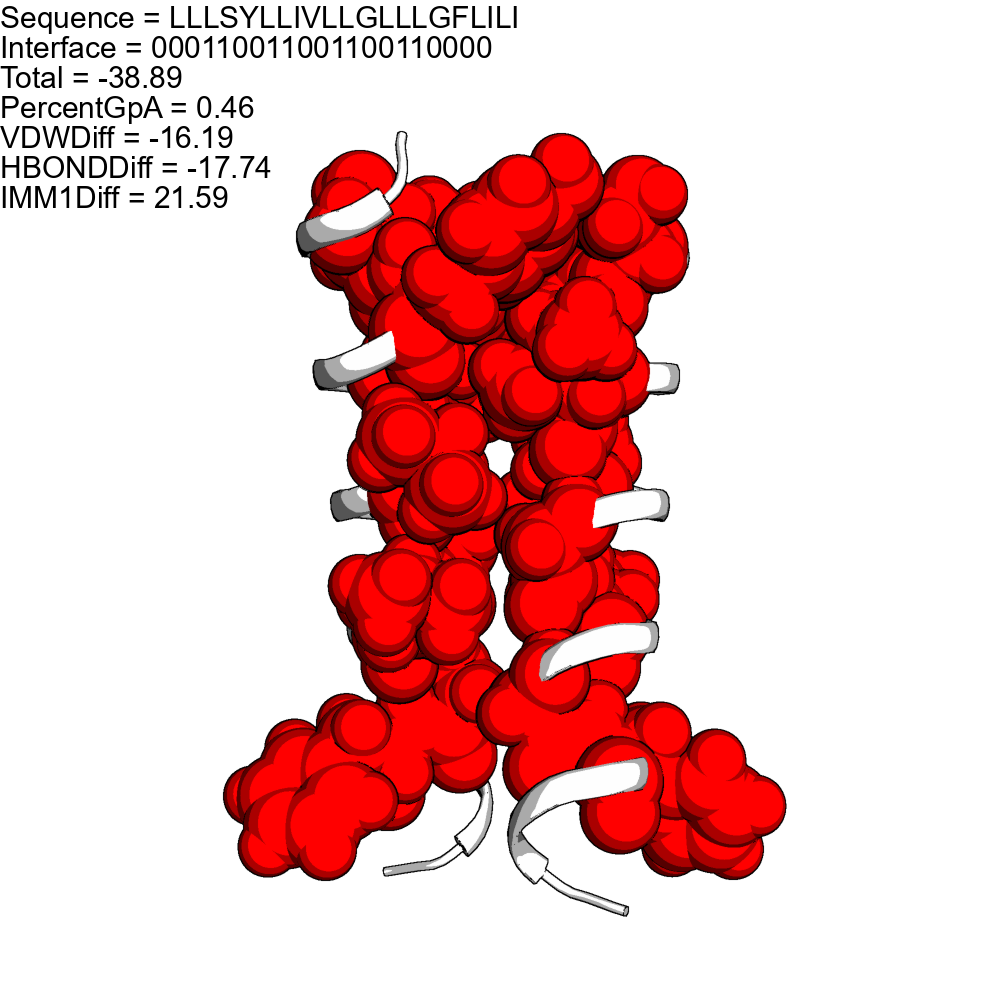 Sequence = LLLSYLLIVLLGLLLGFLILI
Interface = 000110011001100110000
Total = -38.89
PercentGpA = 0.46
VDWDiff = -16.19
HBONDDiff = -17.74
IMM1Diff = 21.59